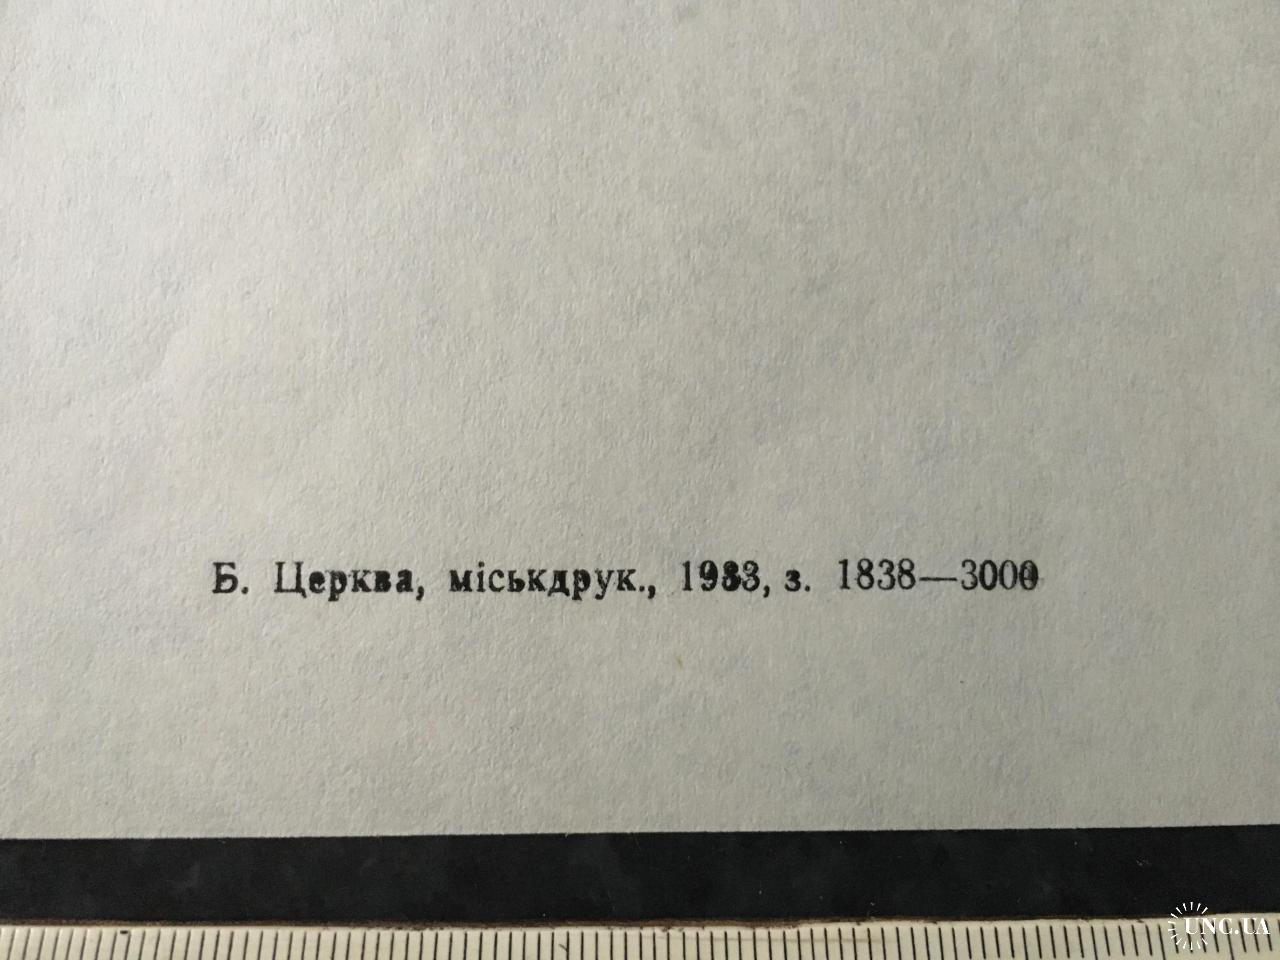 Б. Церква, міськдрук., 1983, з. 1838—3000
UNC.UA